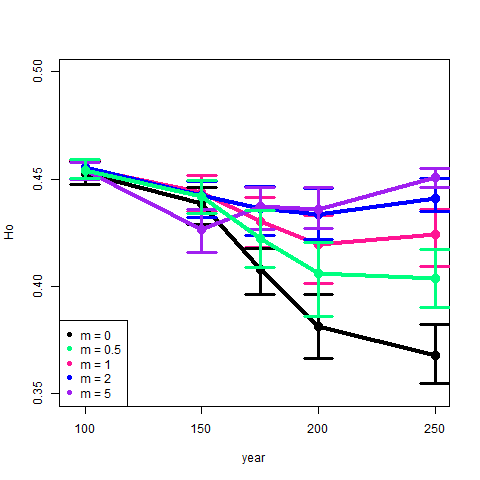 0.50
0.45
0.40
0.35
Ho
m = 0
m = 0.5
m = 1
m = 2
m = 5
100
150
200
250
year